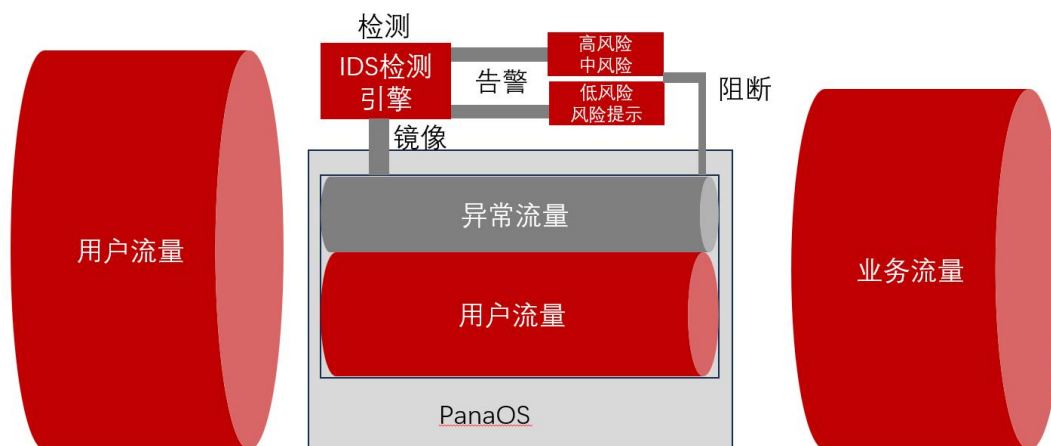 检测
IDS检测
引擎
告警
高风险
中风险
低风险
风险提示
阻断
镜像
用户流量
异常流量
用户流量
业务流量
PanaOS